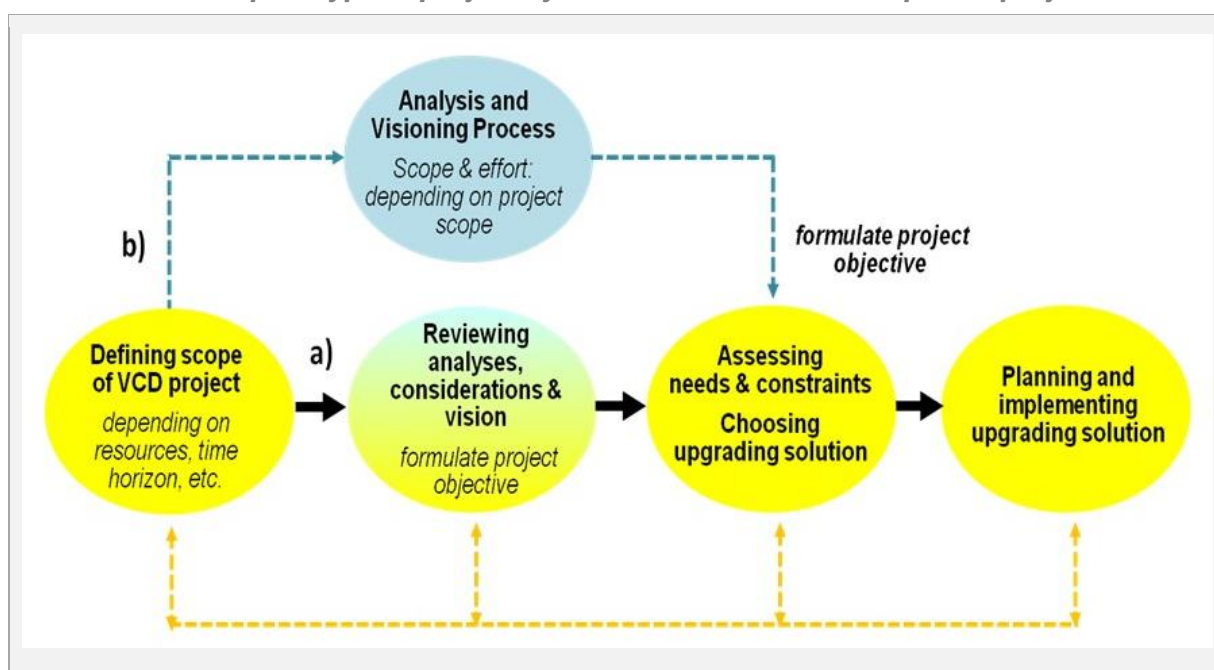 Analysis and
Visioning Process
Scope & effort:
depending on project
scope
b)
formulate project
objective
Defining scope
of VCD project
depending on
resources, time
horizon, etc.
a)
Reviewing
analyses,
considerations &
vision
formulate project
objective
Assessing
needs & constraints
Choosing
upgrading solution
Planning and
implementing
upgrading solution